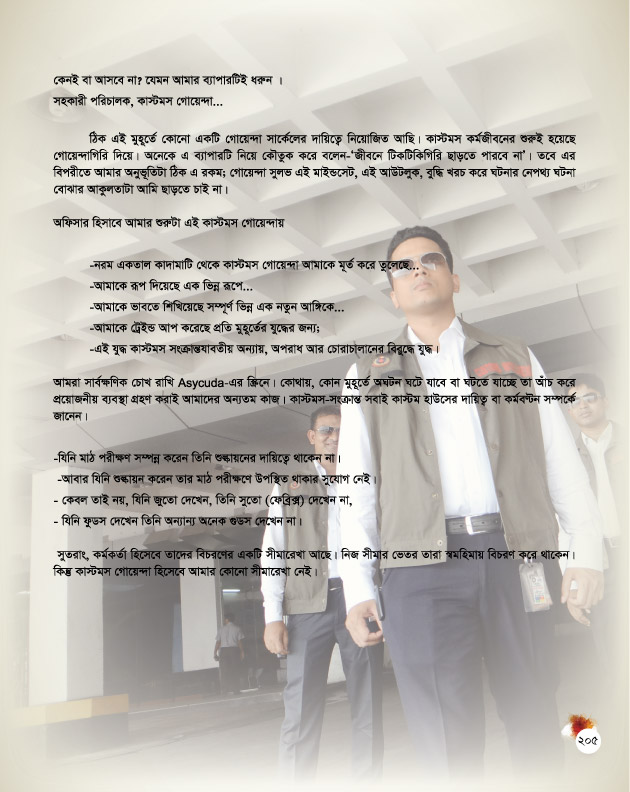 কেনই বা আসবে না? যেমন আমার ব্যাপারটিই ধরুন ।
সহকারী পরিচালক, কাস্টমস গোয়েন্দা...
ঠিক এই মুহূর্তে কোনো একটি গোয়েন্দা সার্কেলের দায়িত্বে নিয়োজিত আছি। কাস্টমস কর্মজীবনের শুরুই হয়েছে
গোয়েন্দাগিরি দিয়ে। অনেকে এ ব্যাপারটি নিয়ে কৌতুক করে বলেন-‘জীবনে টিকটিকিগিরি ছাড়তে পারবে না’। তবে এর
বিপরীতে আমার অনুভূতিটা ঠিক এ রকম; গোয়েন্দা সুলভ এই মাইন্ডসেট, এই আউটলুক, বুদ্ধি খরচ করে ঘটনার নেপথ্য ঘটনা
বোঝার আকুলতাটা আমি ছাড়তে চাই না।
অফিসার হিসাবে আমার শুরুটা এই কাস্টমস গোয়েন্দায়
-নরম একতাল কাদামাটি থেকে কাস্টমস গোয়েন্দা আমাকে মূর্ত করে তুলেছে...
-আমাকে রূপ দিয়েছে এক ভিন্ন রূপে...
-আমাকে ভাবতে শিখিয়েছে সম্পূর্ণ ভিন্ন এক নতুন আঙ্গিকে...
-আমাকে ট্রেইন্ড আপ করেছে প্রতি মুহূর্তের যুদ্ধের জন্য;
-এই যুদ্ধ কাস্টমস সংক্রান্তযাবতীয় অন্যায়, অপরাধ আর চোরাচালানের বিরুদ্ধে যুদ্ধ।
আমরা সার্বক্ষণিক চোখ রাখি Asycuda-এর স্ক্রিনে। কোথায়, কোন মুহূর্তে অঘটন ঘটে যাবে বা ঘটতে যাচ্ছে তা আঁচ করে
প্রয়োজনীয় ব্যবস্থা গ্রহণ করাই আমাদের অন্যতম কাজ। কাস্টমস-সংক্রান্ত সবাই কাস্টম হাউসের দায়িত্ব বা কর্মবণ্টন সম্পর্কে
জানেন।
-যিনি মাঠ পরীক্ষণ সম্পন্ন করেন তিনি শুল্কায়নের দায়িত্বে থাকেন না।
-আবার যিনি শুল্কায়ন করেন তার মাঠ পরীক্ষণে উপস্থিত থাকার সুযোগ নেই।
- কেবল তাই নয়, যিনি জুতো দেখেন, তিনি সুতো (ফেব্রিক্স) দেখেন না,
- যিনি ফুডস দেখেন তিনি অন্যান্য অনেক গুডস দেখেন না।
সুতরাং, কর্মকর্তা হিসেবে তাদের বিচরণের একটি সীমারেখা আছে। নিজ সীমার ভেতর তারা স্বমহিমায় বিচরণ করে থাকেন।
কিন্তু কাস্টমস গোয়েন্দা হিসেবে আমার কোনো সীমারেখা নেই।
২০৫